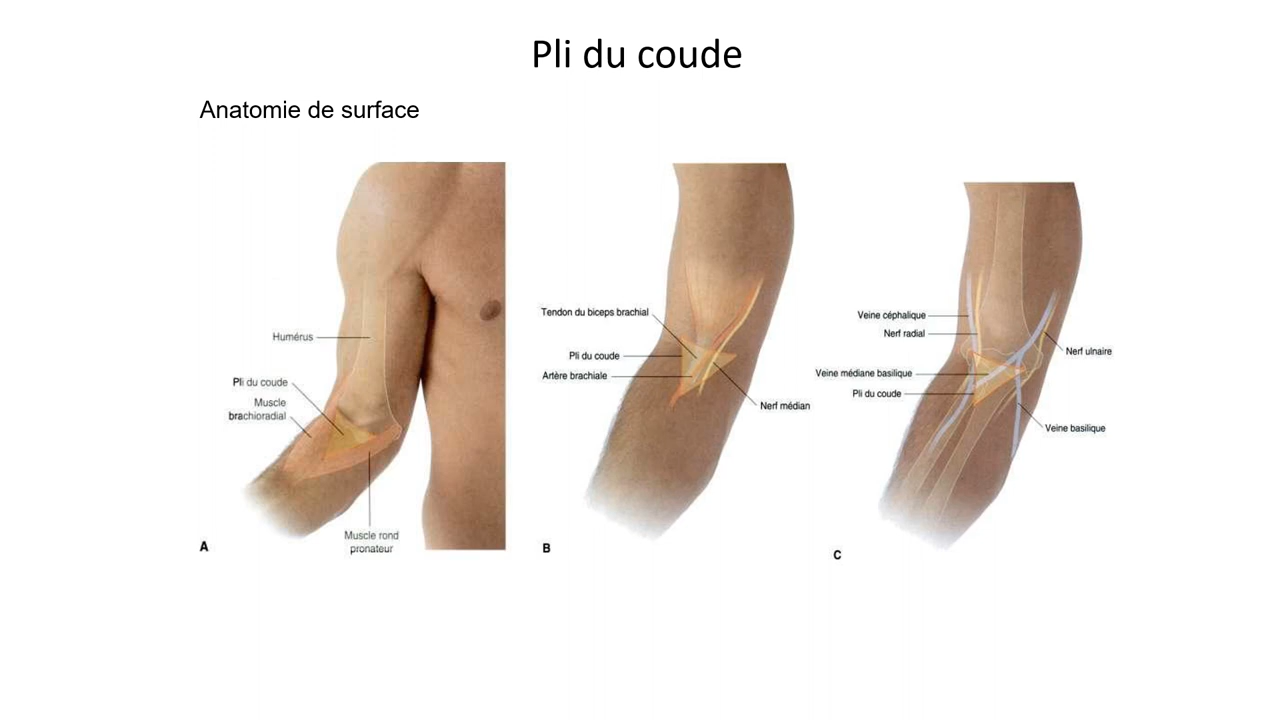 Pli du coude
Anatomie de surface
Humérus
Pli du coude
Muscle
brachioradial
Muscle rond
pronateur
A
Tendon du biceps brachial
Pli du coude
Artère brachiale
Nerf médian
B
Veine céphalique
Nerf radial
Nerf ulnaire
Veine médiane basilique
Pli du coude
Veine basilique
C